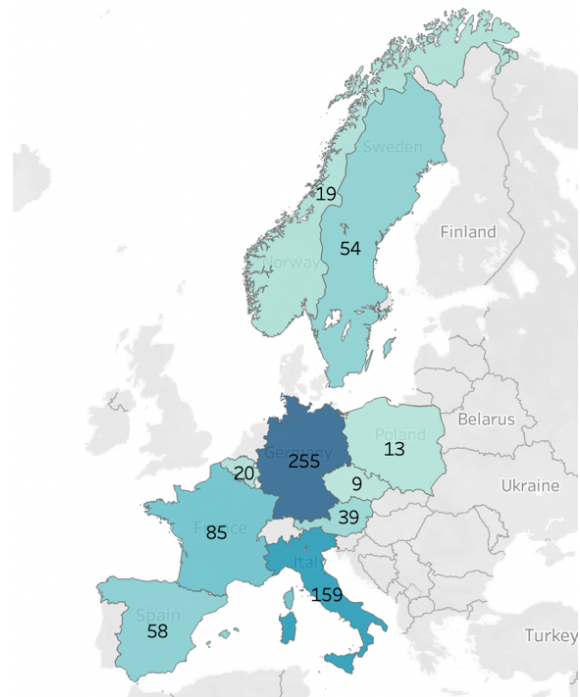 Sweden
19
54
Norway
Finland
Belarus
Germany
255
Poland
13
20
9
Ukraine
France
85
39
Italy
159
Spain
58
Turkey